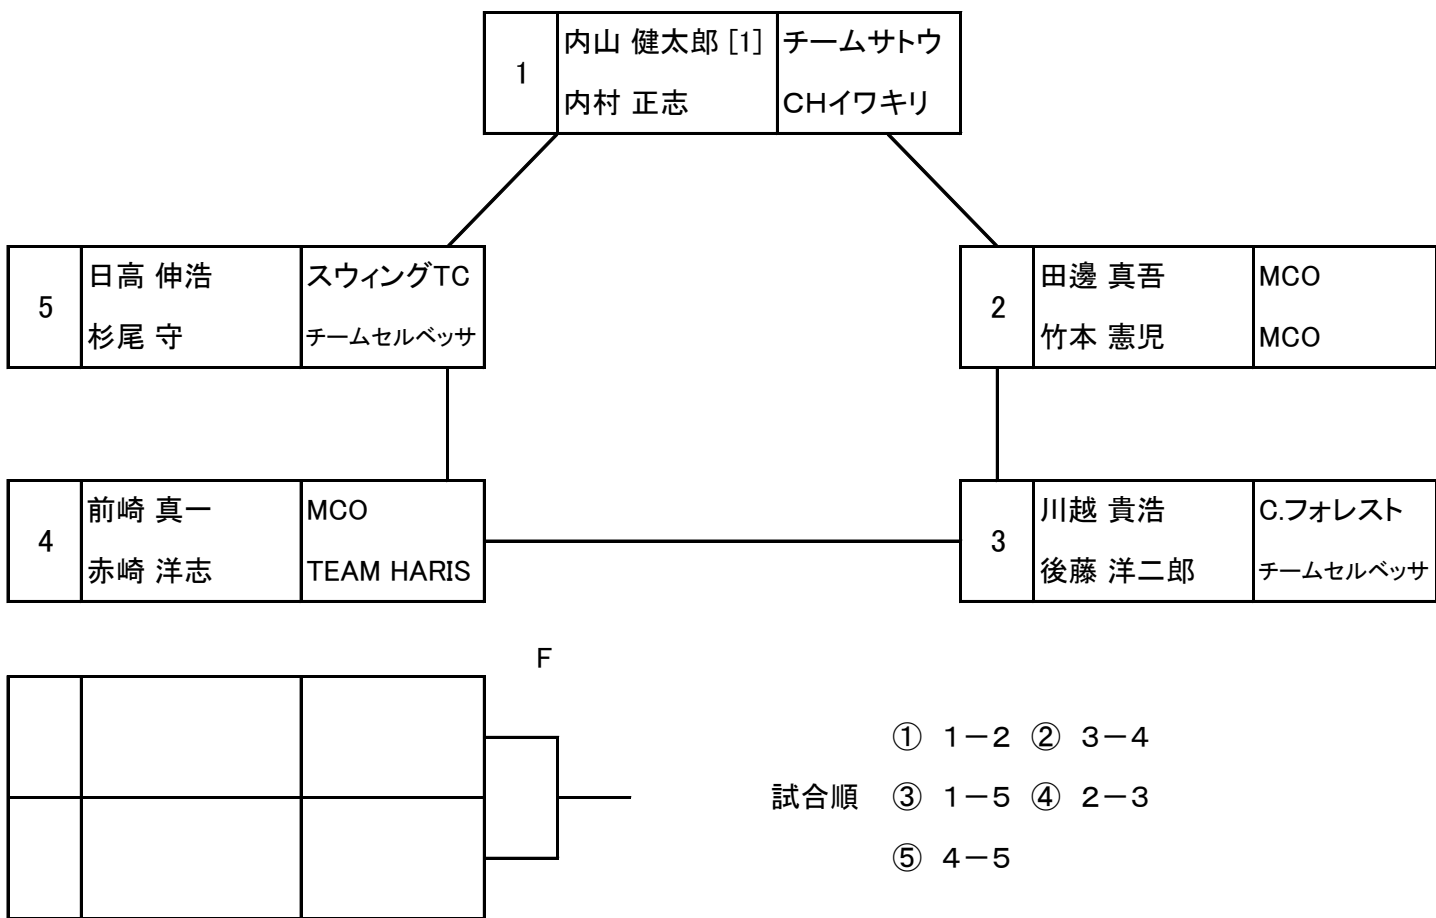 1
内山 健太郎 [1] チームサトウ
内村 正志 CHイワキリ
5
日高 伸浩 スウィングTC
杉尾 守 チームセルベッサ
2
田邊 真吾 MCO
竹本 憲児 MCO
4
前崎 真一 MCO
赤崎 洋志 TEAM HARIS
3
川越 貴浩 C.フォレスト
後藤 洋二郎 チームセルベッサ
F
① 1－2 ② 3－4
試合順 ③ 1－5 ④ 2－3
⑤ 4－5